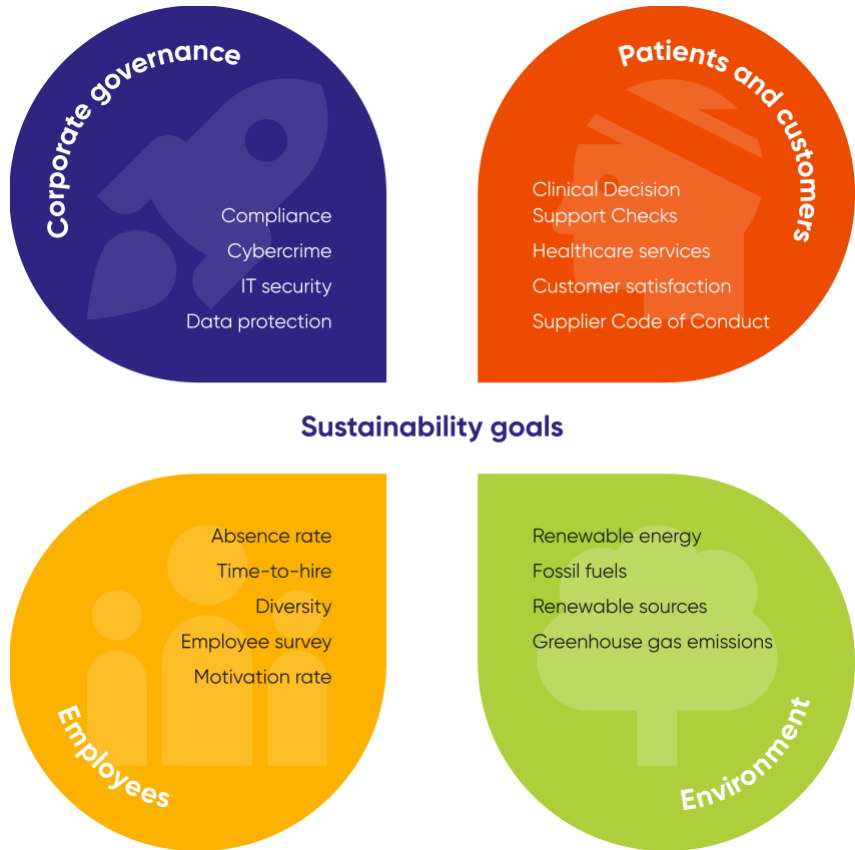 Corporate governance
Compliance
Cybercrime
IT security
Data protection
Patients and customers
Clinical Decision
Support Checks
Healthcare services
Customer satisfaction
Supplier Code of Conduct
Sustainability goals
Absence rate
Time-to-hire
Diversity
Employee survey
Motivation rate
Employees
Renewable energy
Fossil fuels
Renewable sources
Greenhouse gas emissions
Environment